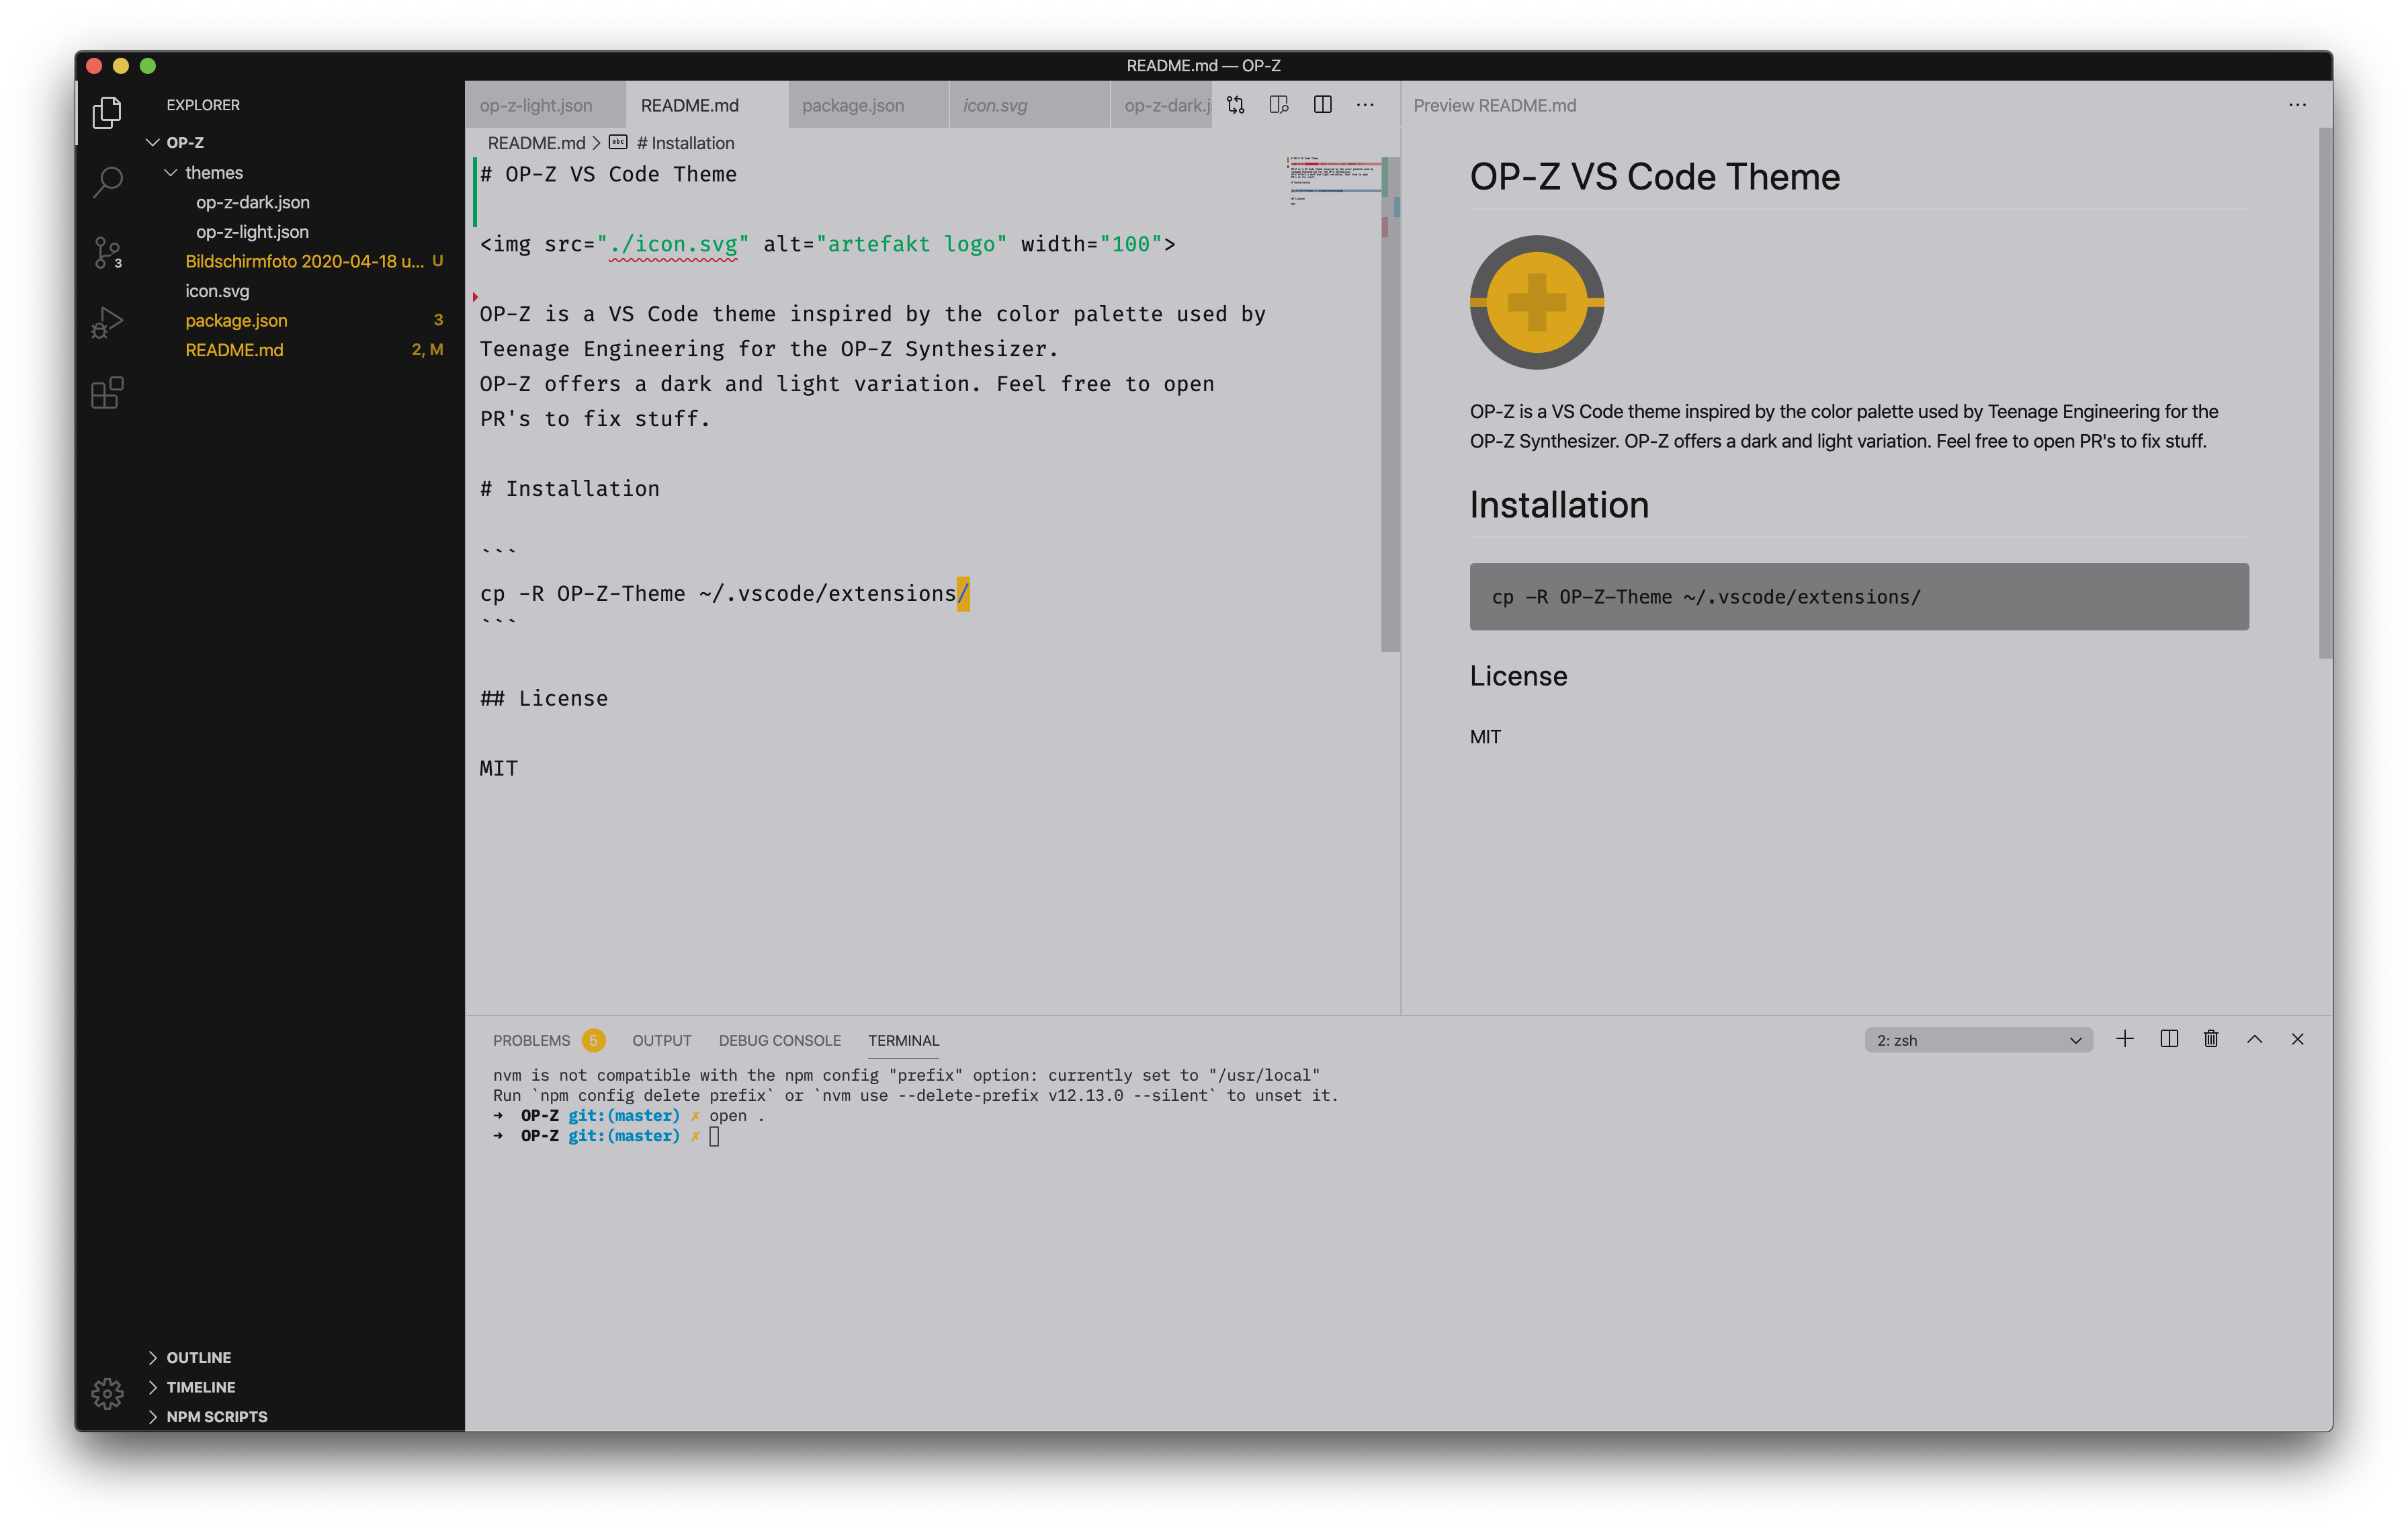 README.md — OP-Z
EXPLORER
OP-Z
themes
op-z-dark.json
op-z-light.json
Bildschirmfoto 2020-04-18 u... U
icon.svg
package.json 3
README.md 2, M
3
OUTLINE
TIMELINE
NPM SCRIPTS
op-z-light.json README.md package.json icon.svg op-z-dark.j
README.md > abc # Installation
# OP-Z VS Code Theme
<img src="./icon.svg" alt="artefakt logo" width="100">
OP-Z is a VS Code theme inspired by the color palette used by
Teenage Engineering for the OP-Z Synthesizer.
OP-Z offers a dark and light variation. Feel free to open
PR's to fix stuff.
# Installation
```
cp -R OP-Z-Theme ~/.vscode/extensions/
```
## License
MIT
Preview README.md
OP-Z VS Code Theme
OP-Z is a VS Code theme inspired by the color palette used by Teenage Engineering for the
OP-Z Synthesizer. OP-Z offers a dark and light variation. Feel free to open PR's to fix stuff.
Installation
cp -R OP-Z-Theme ~/.vscode/extensions/
License
MIT
PROBLEMS 5 OUTPUT DEBUG CONSOLE TERMINAL
2: zsh
nvm is not compatible with the npm config "prefix" option: currently set to "/usr/local"
Run `npm config delete prefix` or `nvm use --delete-prefix v12.13.0 --silent` to unset it.
➜ OP-Z git:(master) ✗ open .
➜ OP-Z git:(master) ✗